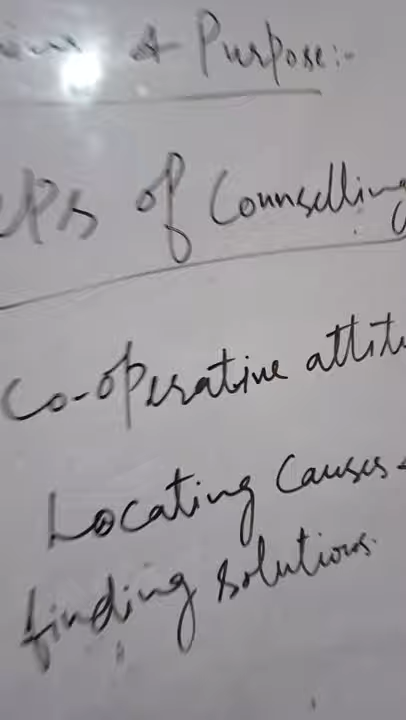 & Purpose:-
of Counselling
Co-operative
Locating Causes
finding solutions.